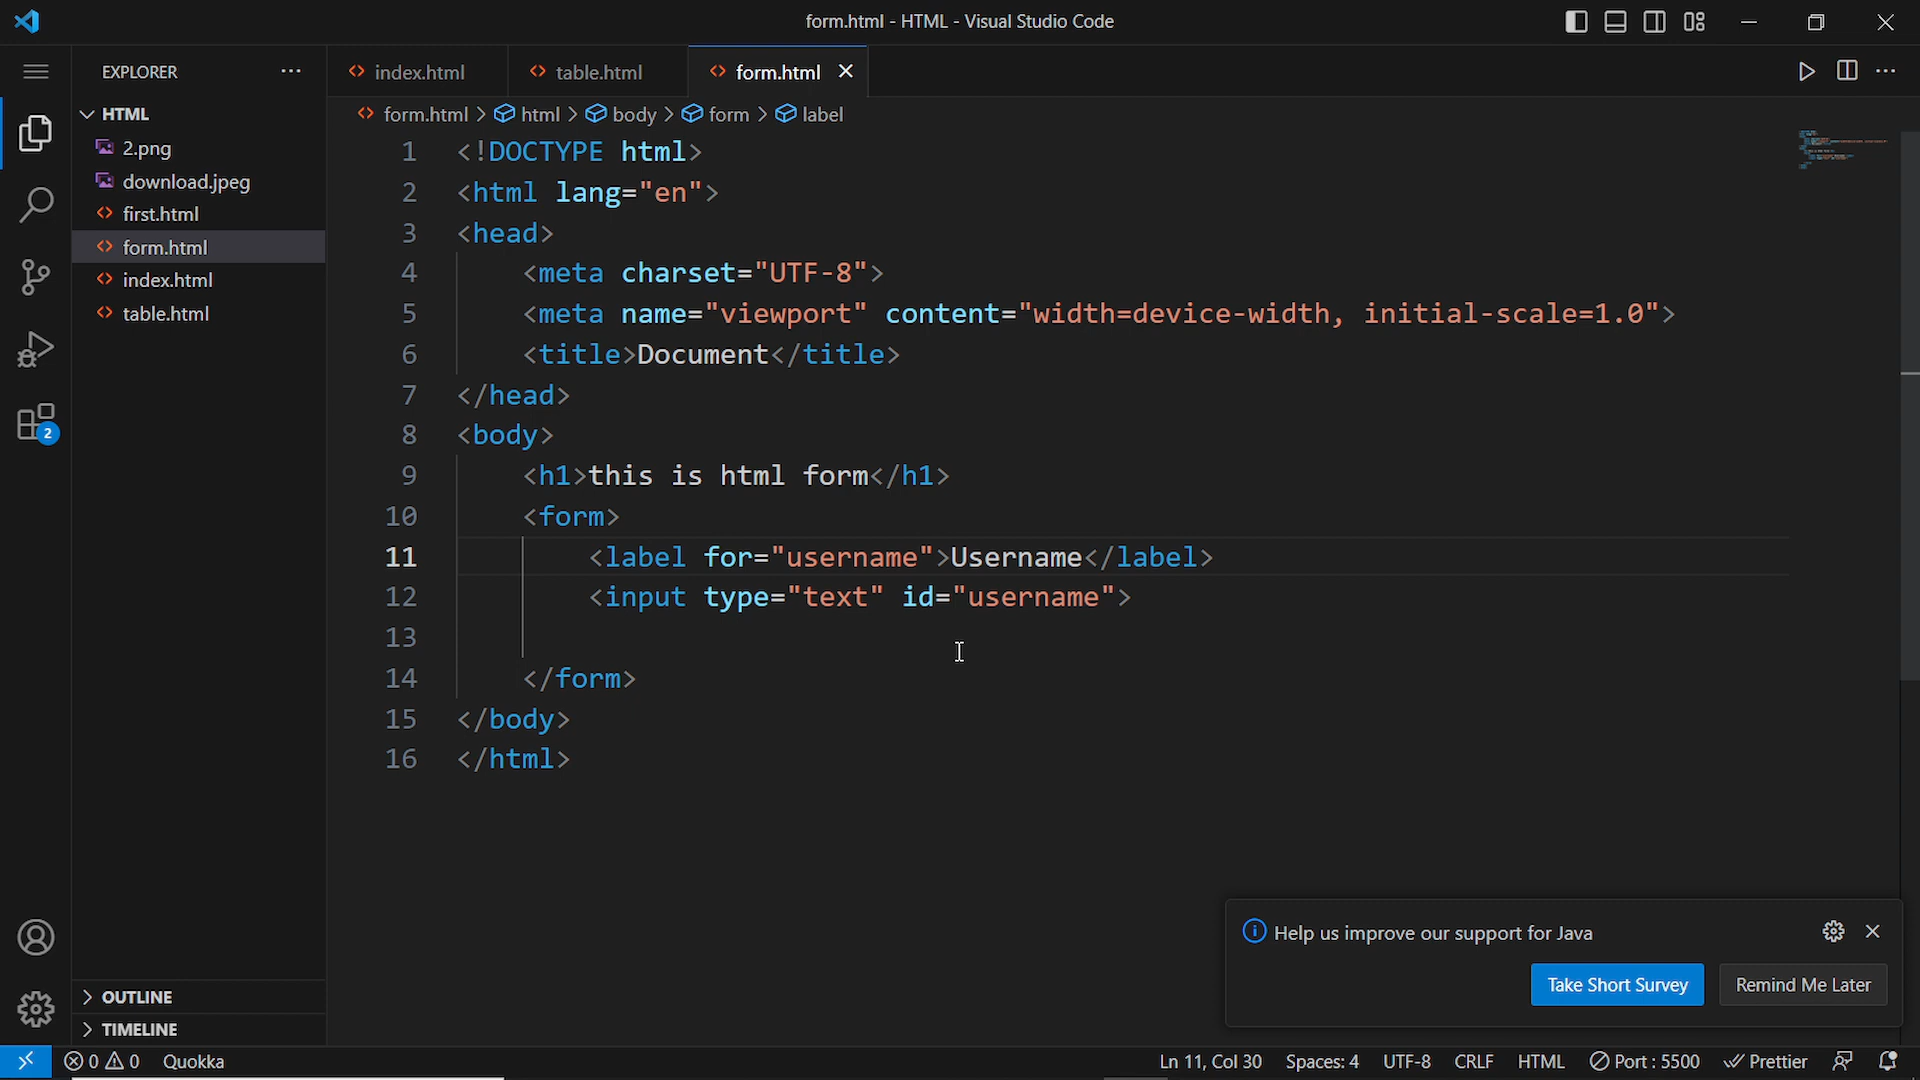 form.html - HTML - Visual Studio Code
EXPLORER
index.html
table.html
form.html
HTML
form.html > html > body > form > label
2.png
download.jpeg
first.html
form.html
index.html
table.html
1 <!DOCTYPE html>
2 <html lang="en">
3 <head>
4 <meta charset="UTF-8">
5 <meta name="viewport" content="width=device-width, initial-scale=1.0">
6 <title>Document</title>
7 </head>
8 <body>
9 <h1>this is html form</h1>
10 <form>
11 <label for="username">Username</label>
12 <input type="text" id="username">
13
14 </form>
15 </body>
16 </html>
2
Help us improve our support for Java
Take Short Survey
Remind Me Later
OUTLINE
TIMELINE
0 0 Quokka
Ln 11, Col 30 Spaces: 4 UTF-8 CRLF HTML Port : 5500 Prettier